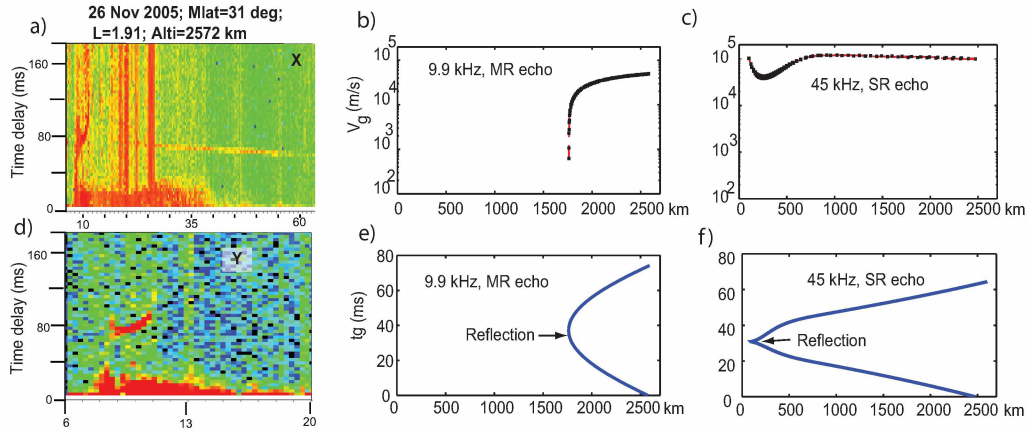 26 Nov 2005; Mlat=31 deg;
L=1.91; Alti=2572 km
a)
X
Time delay (ms)
160
80
0
10
35
60
b)
9.9 kHz, MR echo
Vg (m/s)
10^5
10^4
10^3
10^2
0
500
1000
1500
2000
2500 km
c)
45 kHz, SR echo
10^5
10^4
10^3
10^2
0
500
1000
1500
2000
2500 km
d)
Y
Time delay (ms)
160
80
0
6
13
20
e)
9.9 kHz, MR echo
Reflection
tg (ms)
80
60
40
20
0
0
500
1000
1500
2000
2500 km
f)
45 kHz, SR echo
Reflection
80
60
40
20
0
0
500
1000
1500
2000
2500 km